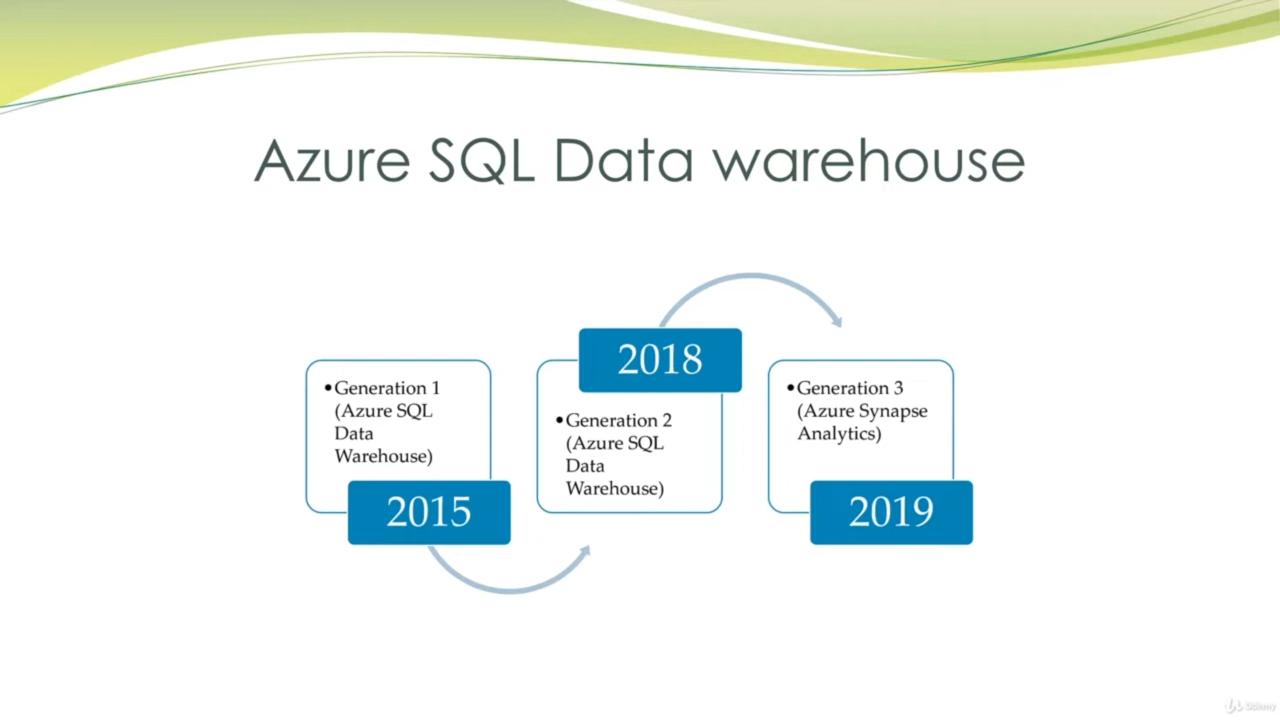 Azure SQL Data warehouse
•Generation 1
(Azure SQL
Data
Warehouse)
2015
2018
•Generation 2
(Azure SQL
Data
Warehouse)
•Generation 3
(Azure Synapse
Analytics)
2019
Udemy